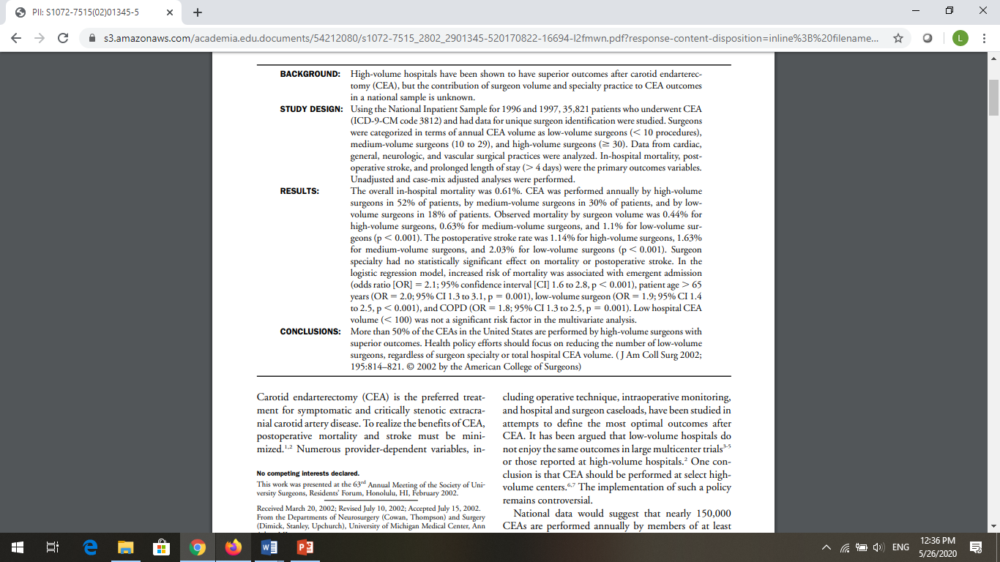 PII: S1072-7515(02)01345-5
s3.amazonaws.com/academia.edu.documents/54212080/s1072-7515_2802_2901345-520170822-16694-l2fmwn.pdf?response-content-disposition=inline%3B%20filename...
L
BACKGROUND: High-volume hospitals have been shown to have superior outcomes after carotid endarterec-
tomy (CEA), but the contribution of surgeon volume and specialty practice to CEA outcomes
in a national sample is unknown.
STUDY DESIGN: Using the National Inpatient Sample for 1996 and 1997, 35,821 patients who underwent CEA
(ICD-9-CM code 3812) and had data for unique surgeon identification were studied. Surgeons
were categorized in terms of annual CEA volume as low-volume surgeons (< 10 procedures),
medium-volume surgeons (10 to 29), and high-volume surgeons (≥ 30). Data from cardiac,
general, neurologic, and vascular surgical practices were analyzed. In-hospital mortality, post-
operative stroke, and prolonged length of stay (> 4 days) were the primary outcomes variables.
Unadjusted and case-mix adjusted analyses were performed.
RESULTS: The overall in-hospital mortality was 0.61%. CEA was performed annually by high-volume
surgeons in 52% of patients, by medium-volume surgeons in 30% of patients, and by low-
volume surgeons in 18% of patients. Observed mortality by surgeon volume was 0.44% for
high-volume surgeons, 0.63% for medium-volume surgeons, and 1.1% for low-volume sur-
geons (p < 0.001). The postoperative stroke rate was 1.14% for high-volume surgeons, 1.63%
for medium-volume surgeons, and 2.03% for low-volume surgeons (p < 0.001). Surgeon
specialty had no statistically significant effect on mortality or postoperative stroke. In the
logistic regression model, increased risk of mortality was associated with emergent admission
(odds ratio [OR] = 2.1; 95% confidence interval [CI] 1.6 to 2.8, p < 0.001), patient age > 65
years (OR = 2.0; 95% CI 1.3 to 3.1, p = 0.001), low-volume surgeon (OR = 1.9; 95% CI 1.4
to 2.5, p < 0.001), and COPD (OR = 1.8; 95% CI 1.3 to 2.5, p = 0.001). Low hospital CEA
volume (< 100) was not a significant risk factor in the multivariate analysis.
CONCLUSIONS: More than 50% of the CEAs in the United States are performed by high-volume surgeons with
superior outcomes. Health policy efforts should focus on reducing the number of low-volume
surgeons, regardless of surgeon specialty or total hospital CEA volume. (J Am Coll Surg 2002;
195:814–821. © 2002 by the American College of Surgeons)
Carotid endarterectomy (CEA) is the preferred treat-
ment for symptomatic and critically stenotic extracra-
nial carotid artery disease. To realize the benefits of CEA,
postoperative mortality and stroke must be mini-
mized.1,2 Numerous provider-dependent variables, in-
No competing interests declared.
This work was presented at the 63rd Annual Meeting of the Society of Uni-
versity Surgeons, Residents' Forum, Honolulu, HI, February 2002.
Received March 20, 2002; Revised July 10, 2002; Accepted July 15, 2002.
From the Departments of Neurosurgery (Cowan, Thompson) and Surgery
(Dimick, Stanley, Upchurch), University of Michigan Medical Center, Ann
cluding operative technique, intraoperative monitoring,
and hospital and surgeon caseloads, have been studied in
attempts to define the most optimal outcomes after
CEA. It has been argued that low-volume hospitals do
not enjoy the same outcomes in large multicenter trials3-5
or those reported at high-volume hospitals.2 One con-
clusion is that CEA should be performed at select high-
volume centers.6,7 The implementation of such a policy
remains controversial.
National data would suggest that nearly 150,000
CEAs are performed annually by members of at least
ENG
12:36 PM
5/26/2020